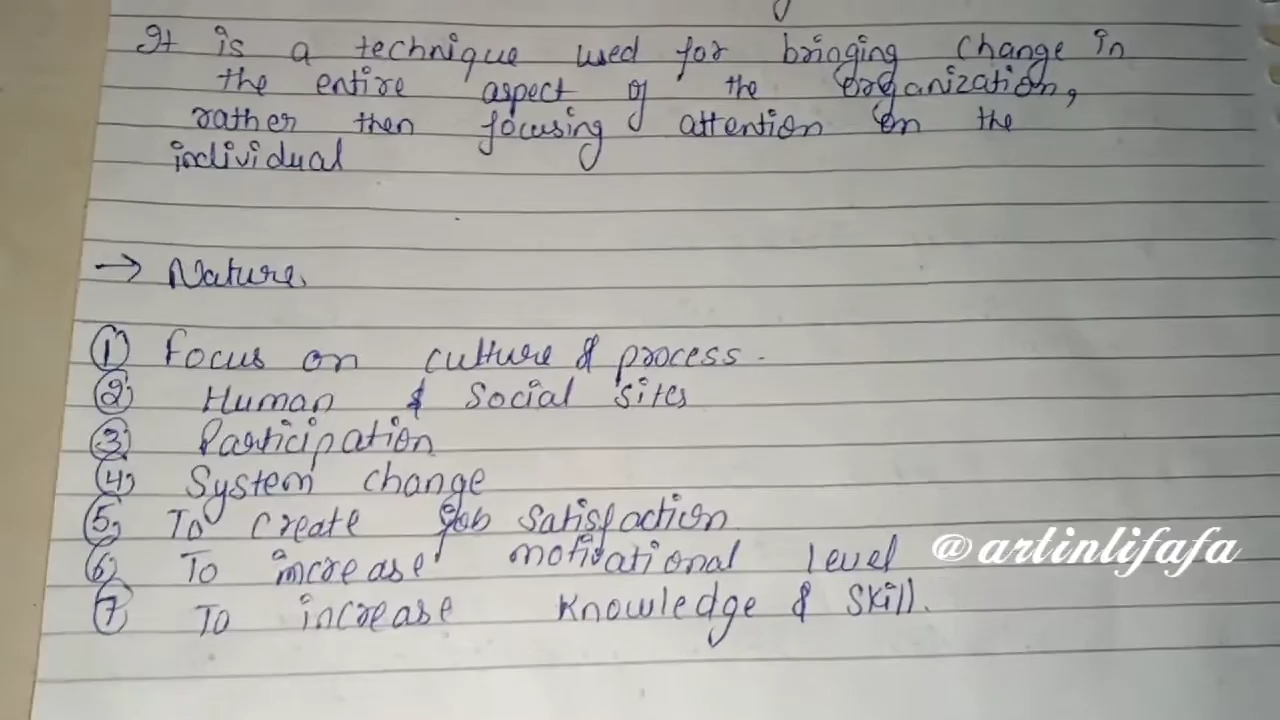 It is a technique used for bringing change in
the entire aspect of the organization,
rather then focusing attention on the
individual
→ Nature
① Focus on culture & process.
② Human & Social sites
③ Participation
④ System change
⑤ To create job satisfaction
⑥ To increase motivational level
⑦ To increase Knowledge & Skill.
@artinlifafa